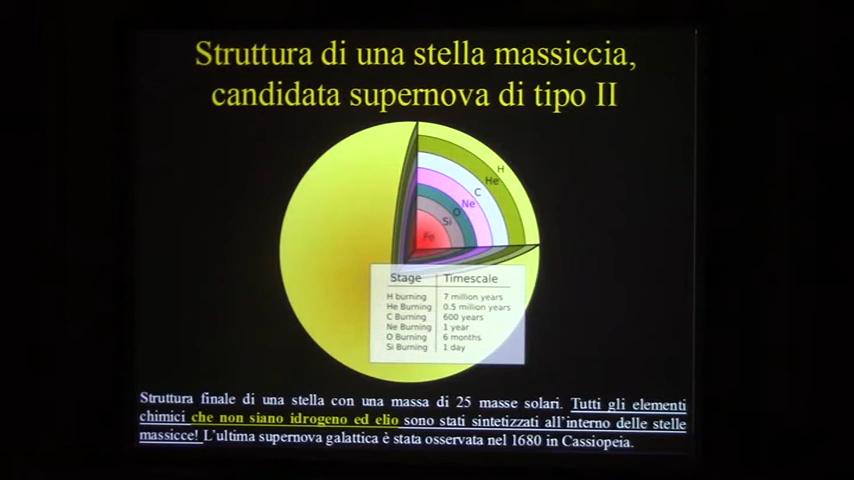 Struttura di una stella massiccia,
candidata supernova di tipo II
H
He
C
Ne
O
Si
Fe
Stage Timescale
H burning 7 million years
He Burning 0.5 million years
C Burning 600 years
Ne Burning 1 year
O Burning 6 months
Si Burning 1 day
Struttura finale di una stella con una massa di 25 masse solari. Tutti gli elementi
chimici che non siano idrogeno ed elio sono stati sintetizzati all'interno delle stelle
massicce! L'ultima supernova galattica è stata osservata nel 1680 in Cassiopeia.